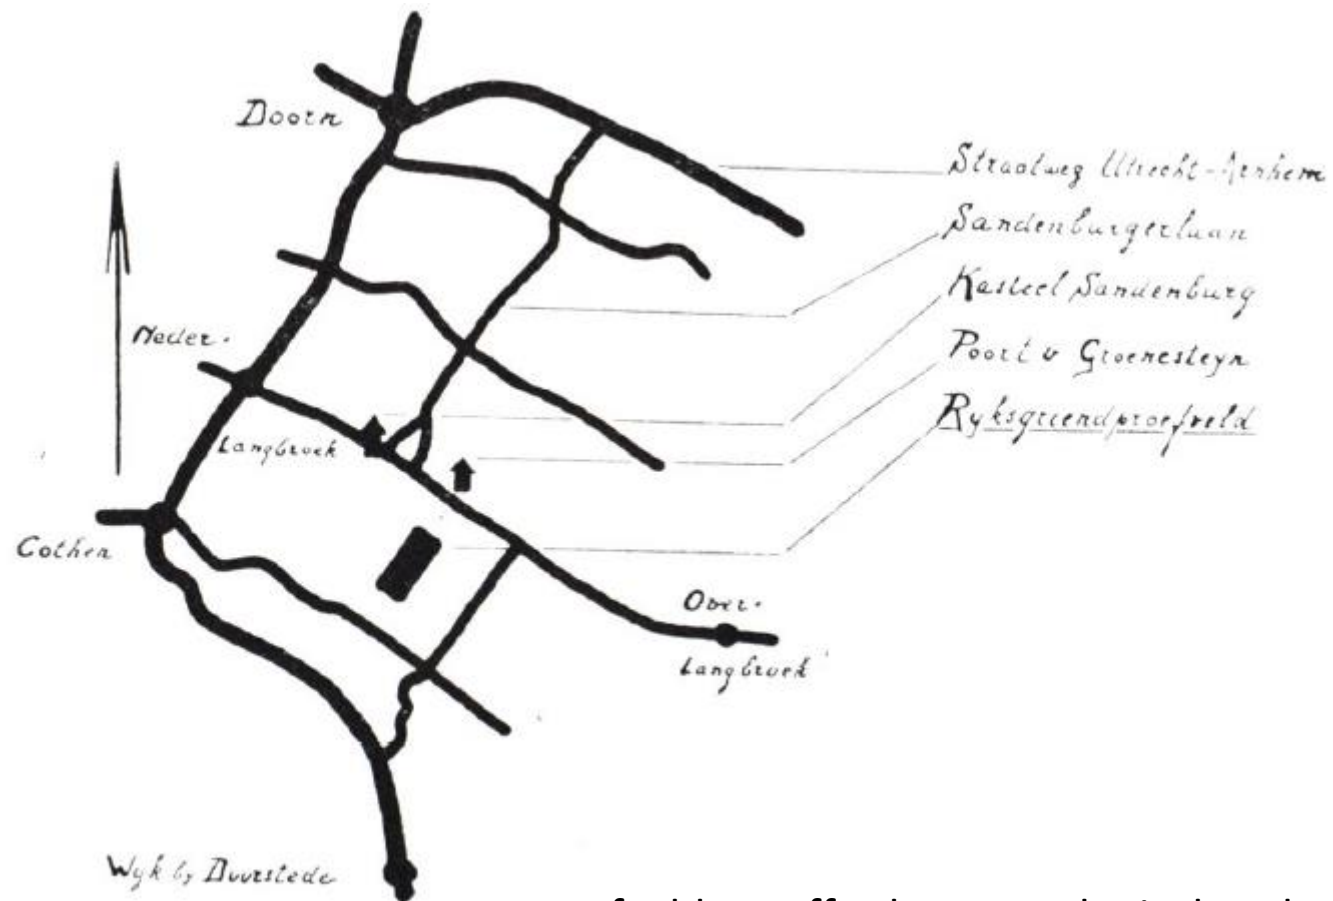 Doorn
Straatweg Utrecht-Arnhem
Sandenburgerlaan
Kasteel Sandenburg
Neder-
Poort v Groenesteyn
Ryksgriendproefveld
Langbroek
Cothen
Over-
Langbroek
Wyk by Duurstede